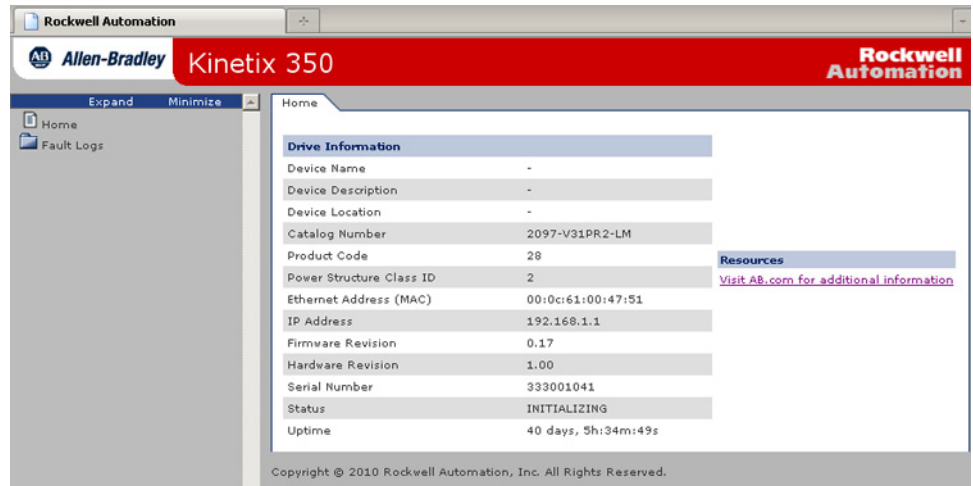 Rockwell Automation
AB Allen-Bradley
Kinetix 350
Rockwell
Automation
Expand Minimize
Home
Fault Logs
Home
Drive Information
Device Name -
Device Description -
Device Location -
Catalog Number 2097-V31PR2-LM
Product Code 28
Power Structure Class ID 2
Ethernet Address (MAC) 00:0c:61:00:47:51
IP Address 192.168.1.1
Firmware Revision 0.17
Hardware Revision 1.00
Serial Number 333001041
Status INITIALIZING
Uptime 40 days, 5h:34m:49s
Resources
Visit AB.com for additional information
Copyright © 2010 Rockwell Automation, Inc. All Rights Reserved.